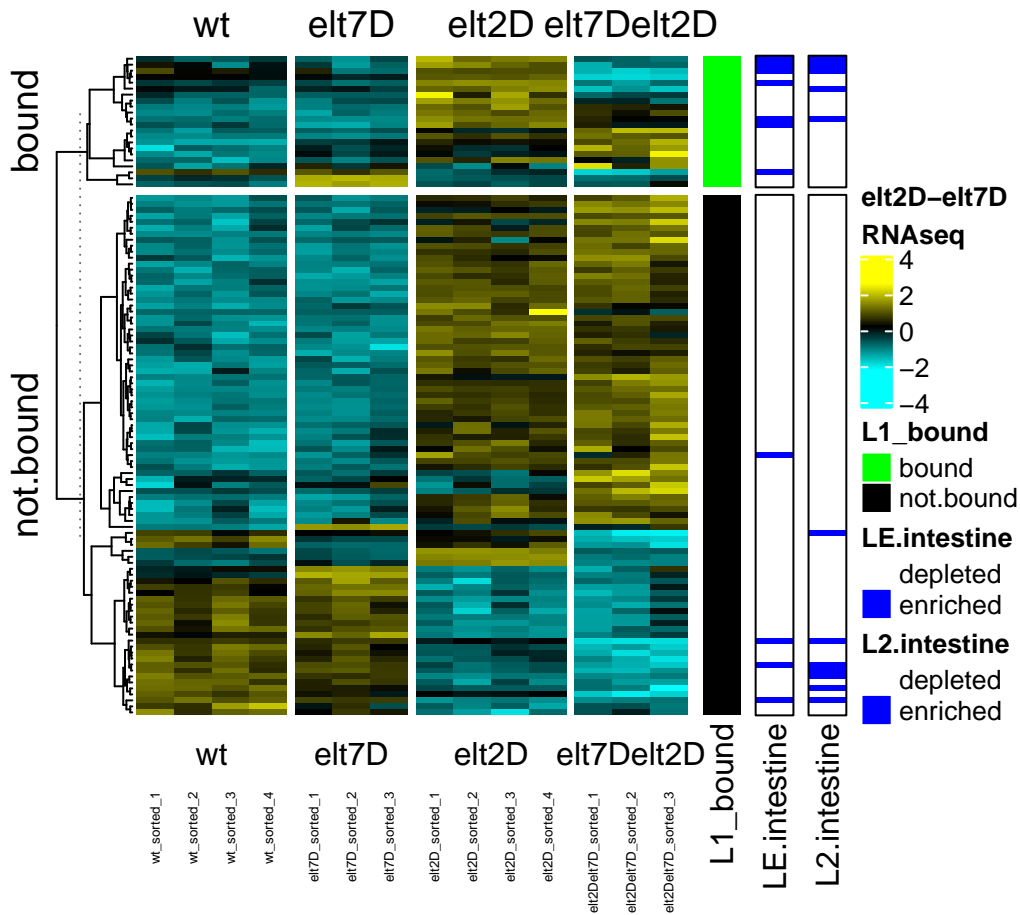 wt elt7D elt2D elt7Delt2D
bound
not.bound
elt2D−elt7D
RNAseq
4
2
0
−2
−4
L1_bound
bound
not.bound
LE.intestine
depleted
enriched
L2.intestine
depleted
enriched
wt elt7D elt2D elt7Delt2D
wt_sorted_1
wt_sorted_2
wt_sorted_3
wt_sorted_4
elt7D_sorted_1
elt7D_sorted_2
elt7D_sorted_3
elt2D_sorted_1
elt2D_sorted_2
elt2D_sorted_3
elt2D_sorted_4
elt2Delt7D_sorted_1
elt2Delt7D_sorted_2
elt2Delt7D_sorted_3
L1_bound
LE.intestine
L2.intestine